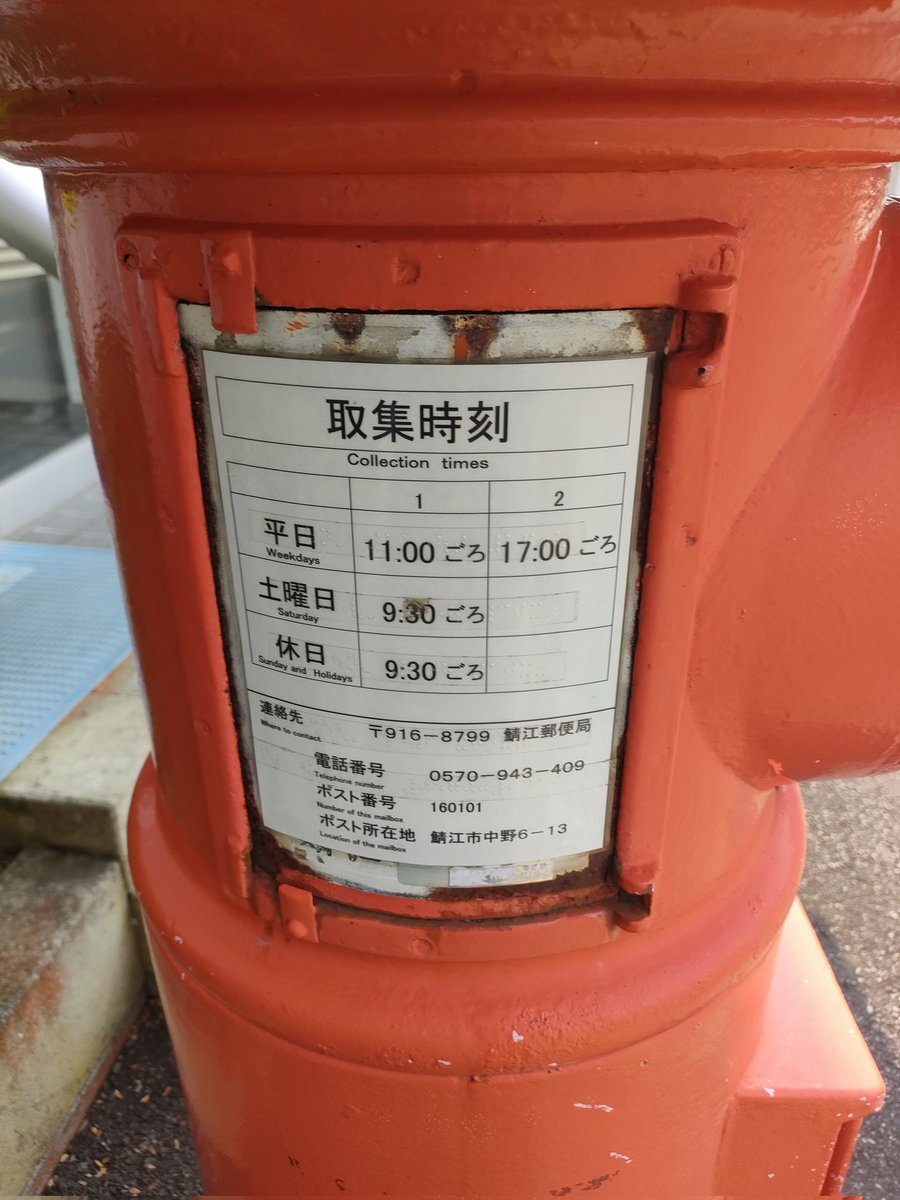 取集時刻
Collection times
1 2
平日 11:00 ごろ 17:00 ごろ
Weekdays
土曜日 9:30 ごろ
Saturday
休日 9:30 ごろ
Sunday and Holidays
連絡先 〒916-8799 鯖江郵便局
Where to contact
電話番号 0570-943-409
Telephone number
ポスト番号 160101
Number of this mailbox
ポスト所在地 鯖江市中野6-13
Location of the mailbox